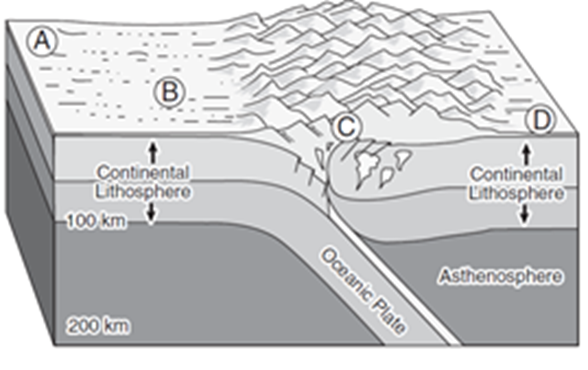 A
B
C
D
Continental
Lithosphere
Continental
Lithosphere
100 km
Oceanic Plate
Asthenosphere
200 km